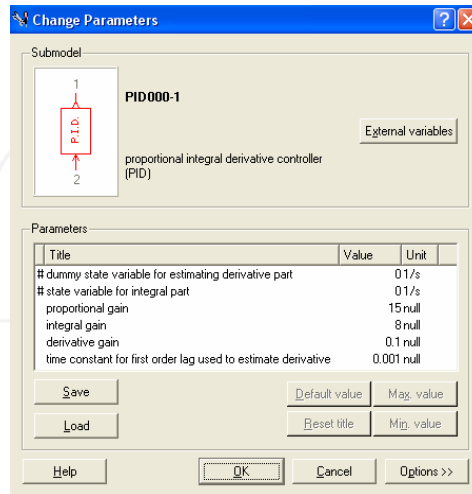 Change Parameters
Submodel
1
P.I.D.
2
PID000-1
proportional integral derivative controller
(PID)
External variables
Parameters
Title Value Unit
# dummy state variable for estimating derivative part 0 1/s
# state variable for integral part 0 1/s
proportional gain 15 null
integral gain 8 null
derivative gain 0.1 null
time constant for first order lag used to estimate derivative 0.001 null
Save Default value Max. value
Load Reset title Min. value
Help OK Cancel Options >>